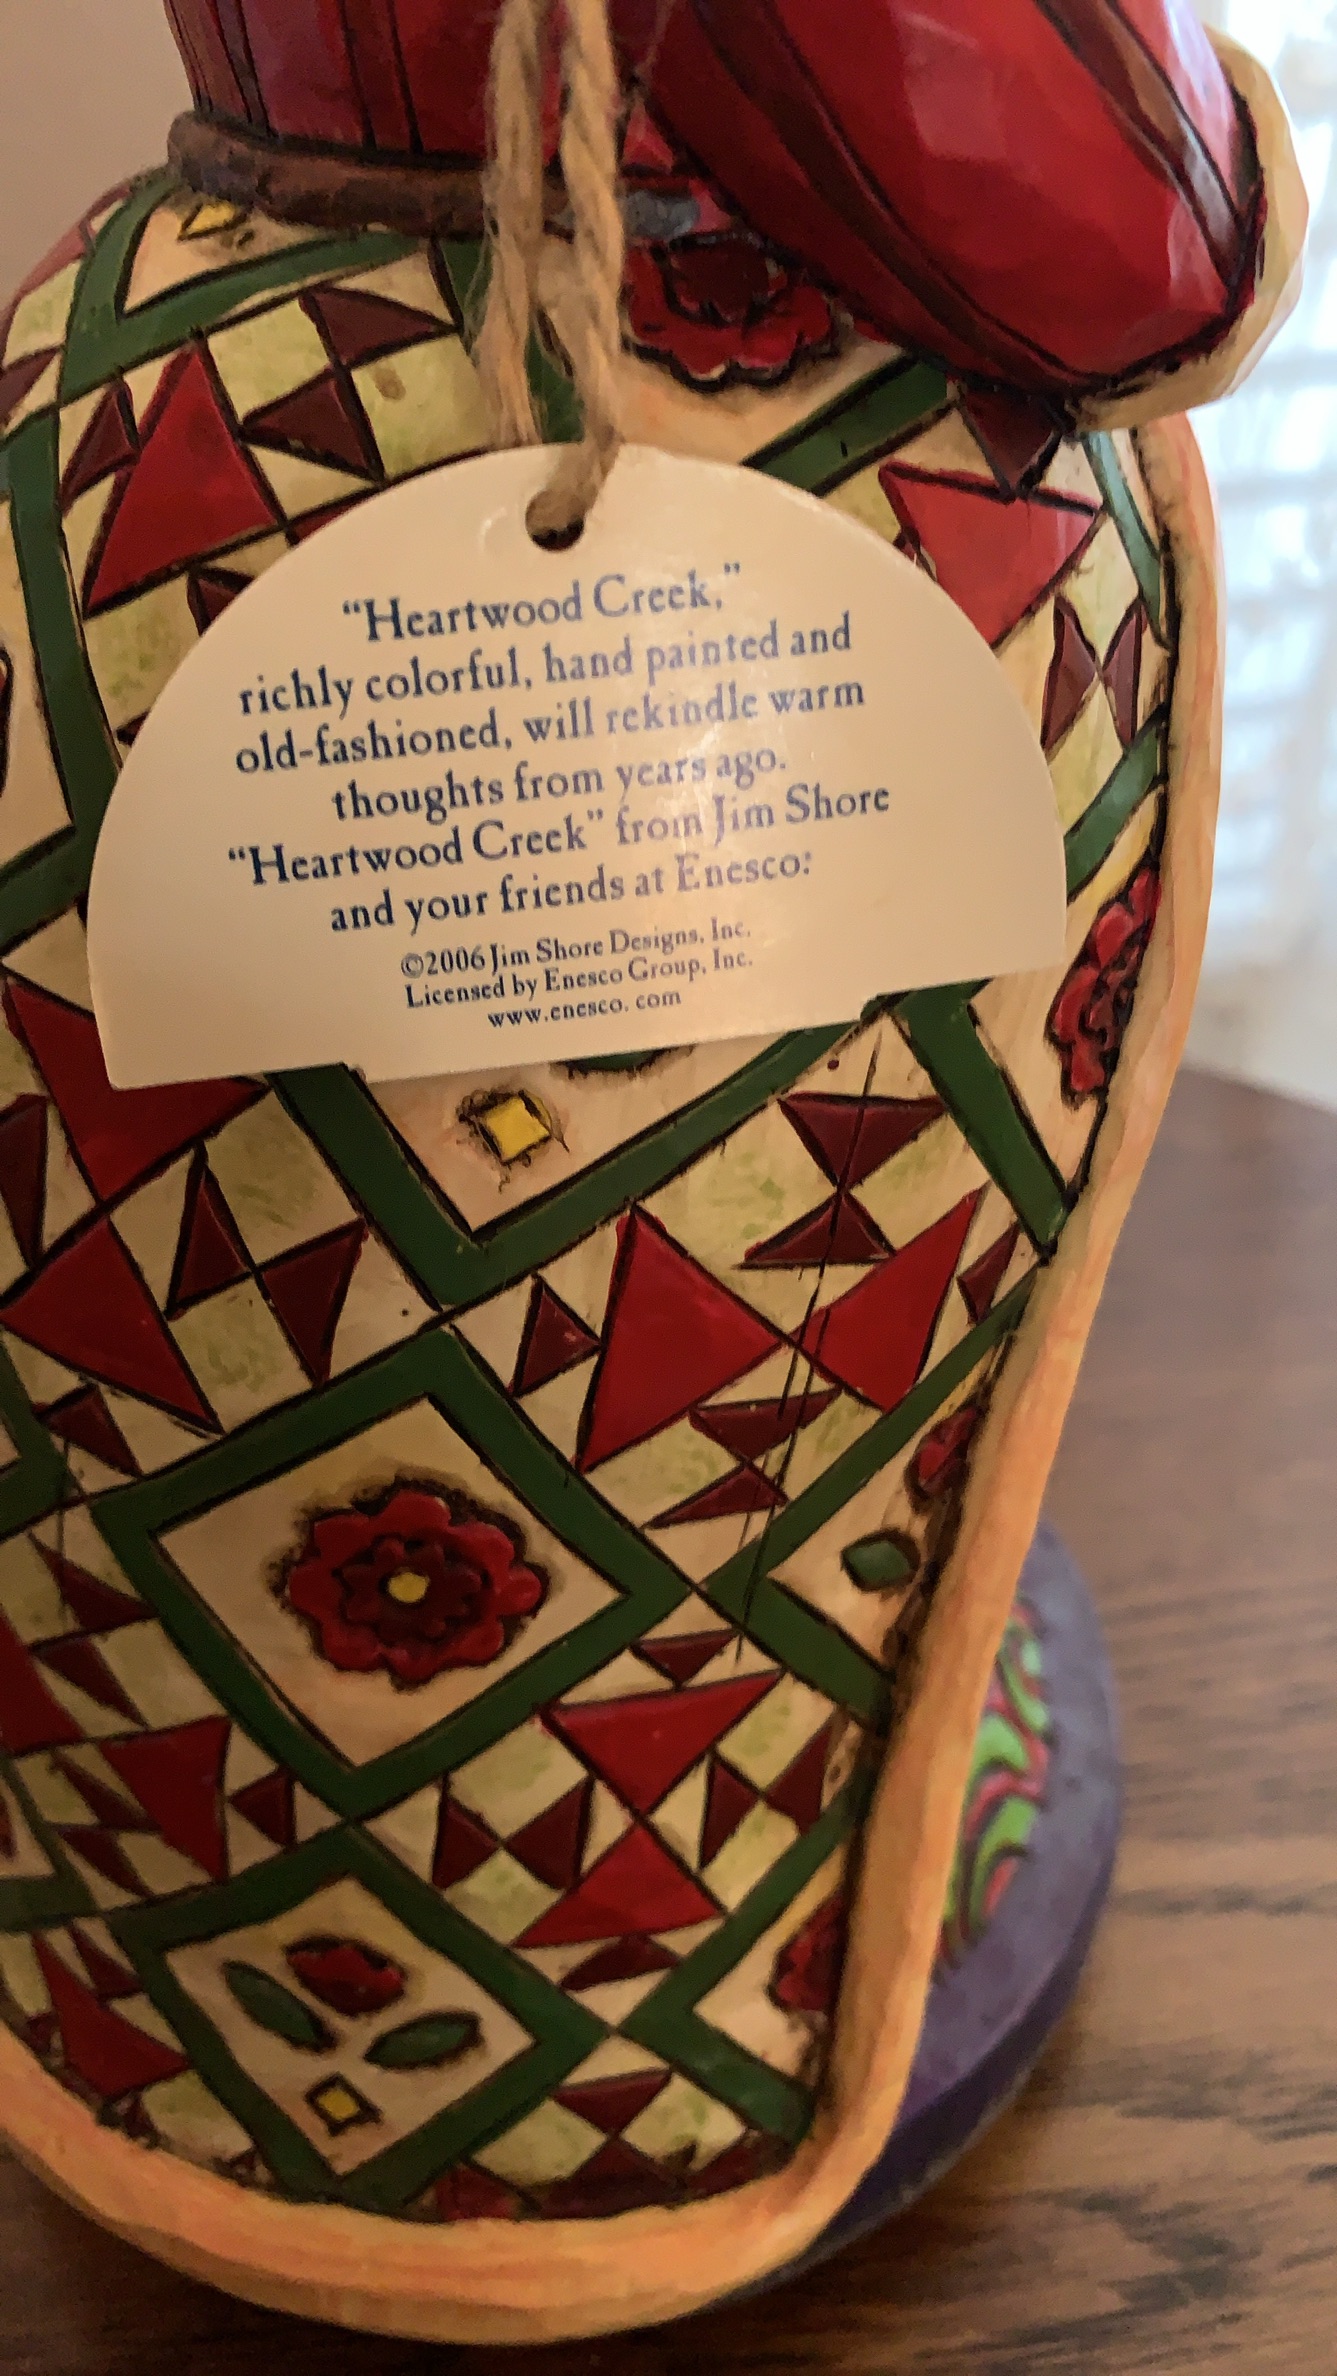 “Heartwood Creek,”
richly colorful, hand painted and
old-fashioned, will rekindle warm
thoughts from years ago.
“Heartwood Creek” from Jim Shore
and your friends at Enesco.
©2006 Jim Shore Designs, Inc.
Licensed by Enesco Group, Inc.
www.enesco.com